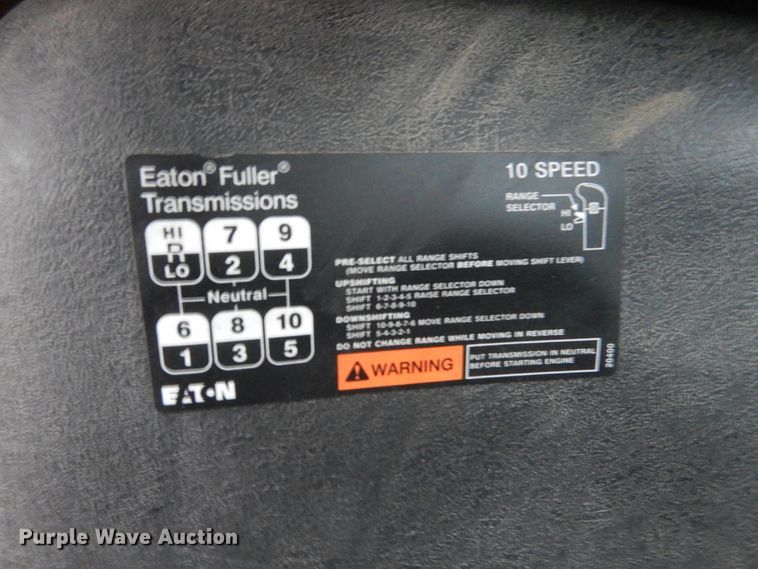 Eaton® Fuller®
Transmissions
10 SPEED
RANGE
SELECTOR
HI
LO
HI
R
LO
7
2
9
4
Neutral
6
1
8
3
10
5
PRE-SELECT ALL RANGE SHIFTS
(MOVE RANGE SELECTOR BEFORE MOVING SHIFT LEVER)
UPSHIFTING
START WITH RANGE SELECTOR DOWN
SHIFT 1-2-3-4-5 RAISE RANGE SELECTOR
SHIFT 6-7-8-9-10
DOWNSHIFTING
SHIFT 10-9-8-7-6 MOVE RANGE SELECTOR DOWN
SHIFT 5-4-3-2-1
DO NOT CHANGE RANGE WHILE MOVING IN REVERSE
WARNING
PUT TRANSMISSION IN NEUTRAL
BEFORE STARTING ENGINE
20400
EATON
Purple Wave Auction